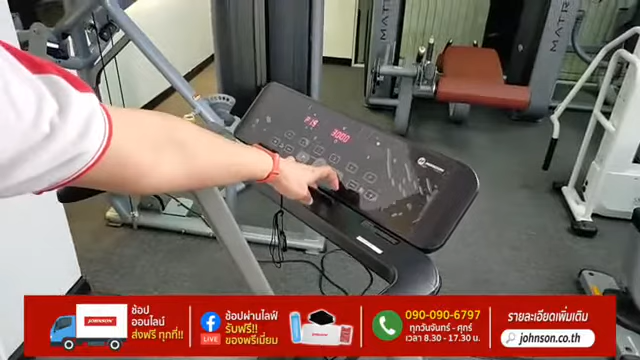 MATRIX
MATRIX
P 19
3000
HORIZON
JOHNSON
ช้อป
ออนไลน์
ส่งฟรี ทุกที่!!
LIVE
ช้อปผ่านไลฟ์
รับฟรี!!
ของพรีเมี่ยม
JOHNSON
090-090-6797
ทุกวันจันทร์ - ศุกร์
เวลา 8.30 - 17.30 น.
รายละเอียดเพิ่มเติม
johnson.co.th